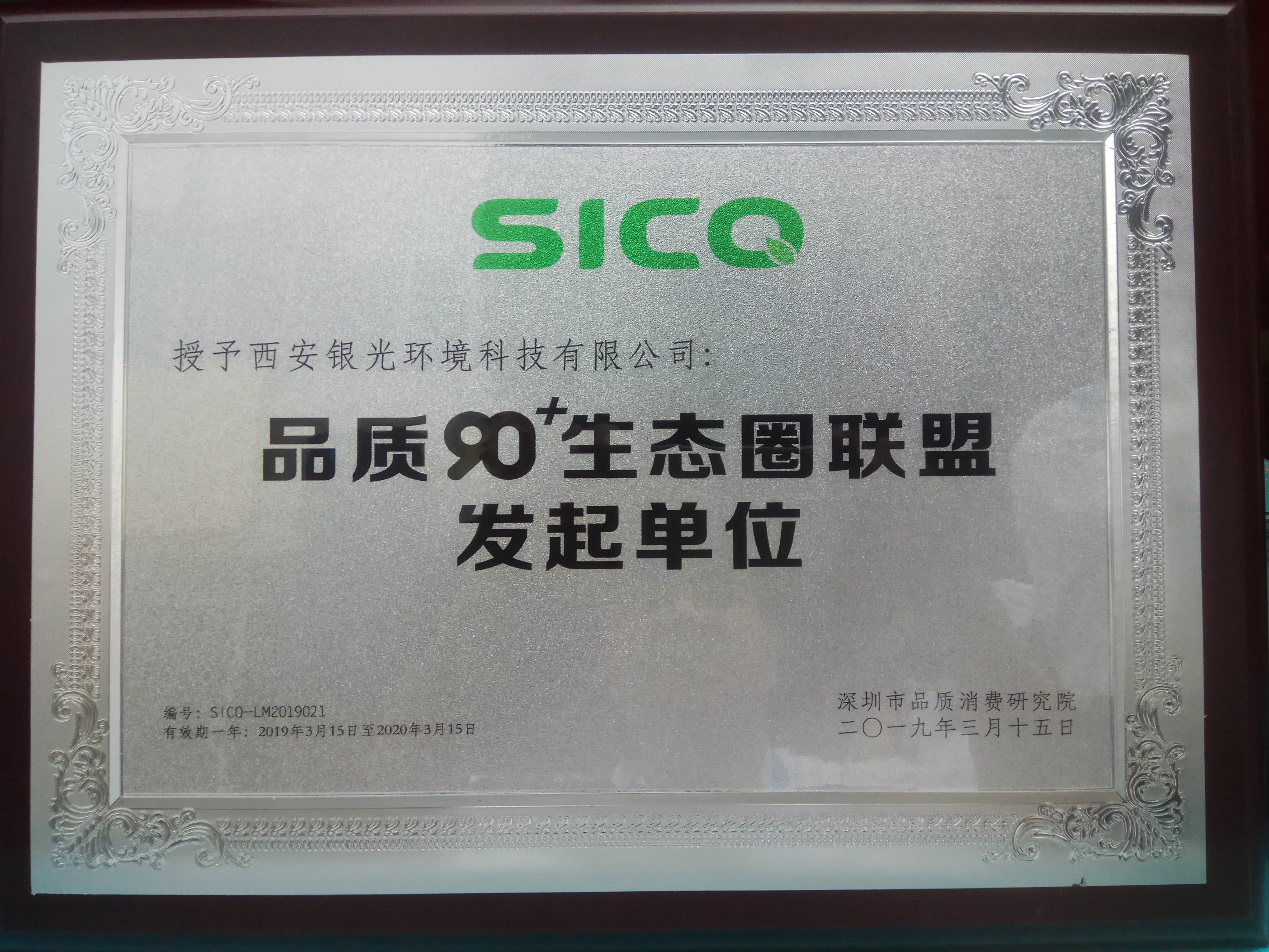 SICQ
授予西安银光环境科技有限公司:
品质90+生态圈联盟
发起单位
编号: SICQ-LM2019021
有效期一年: 2019年3月15日至2020年3月15日
深圳市品质消费研究院
二〇一九年三月十五日